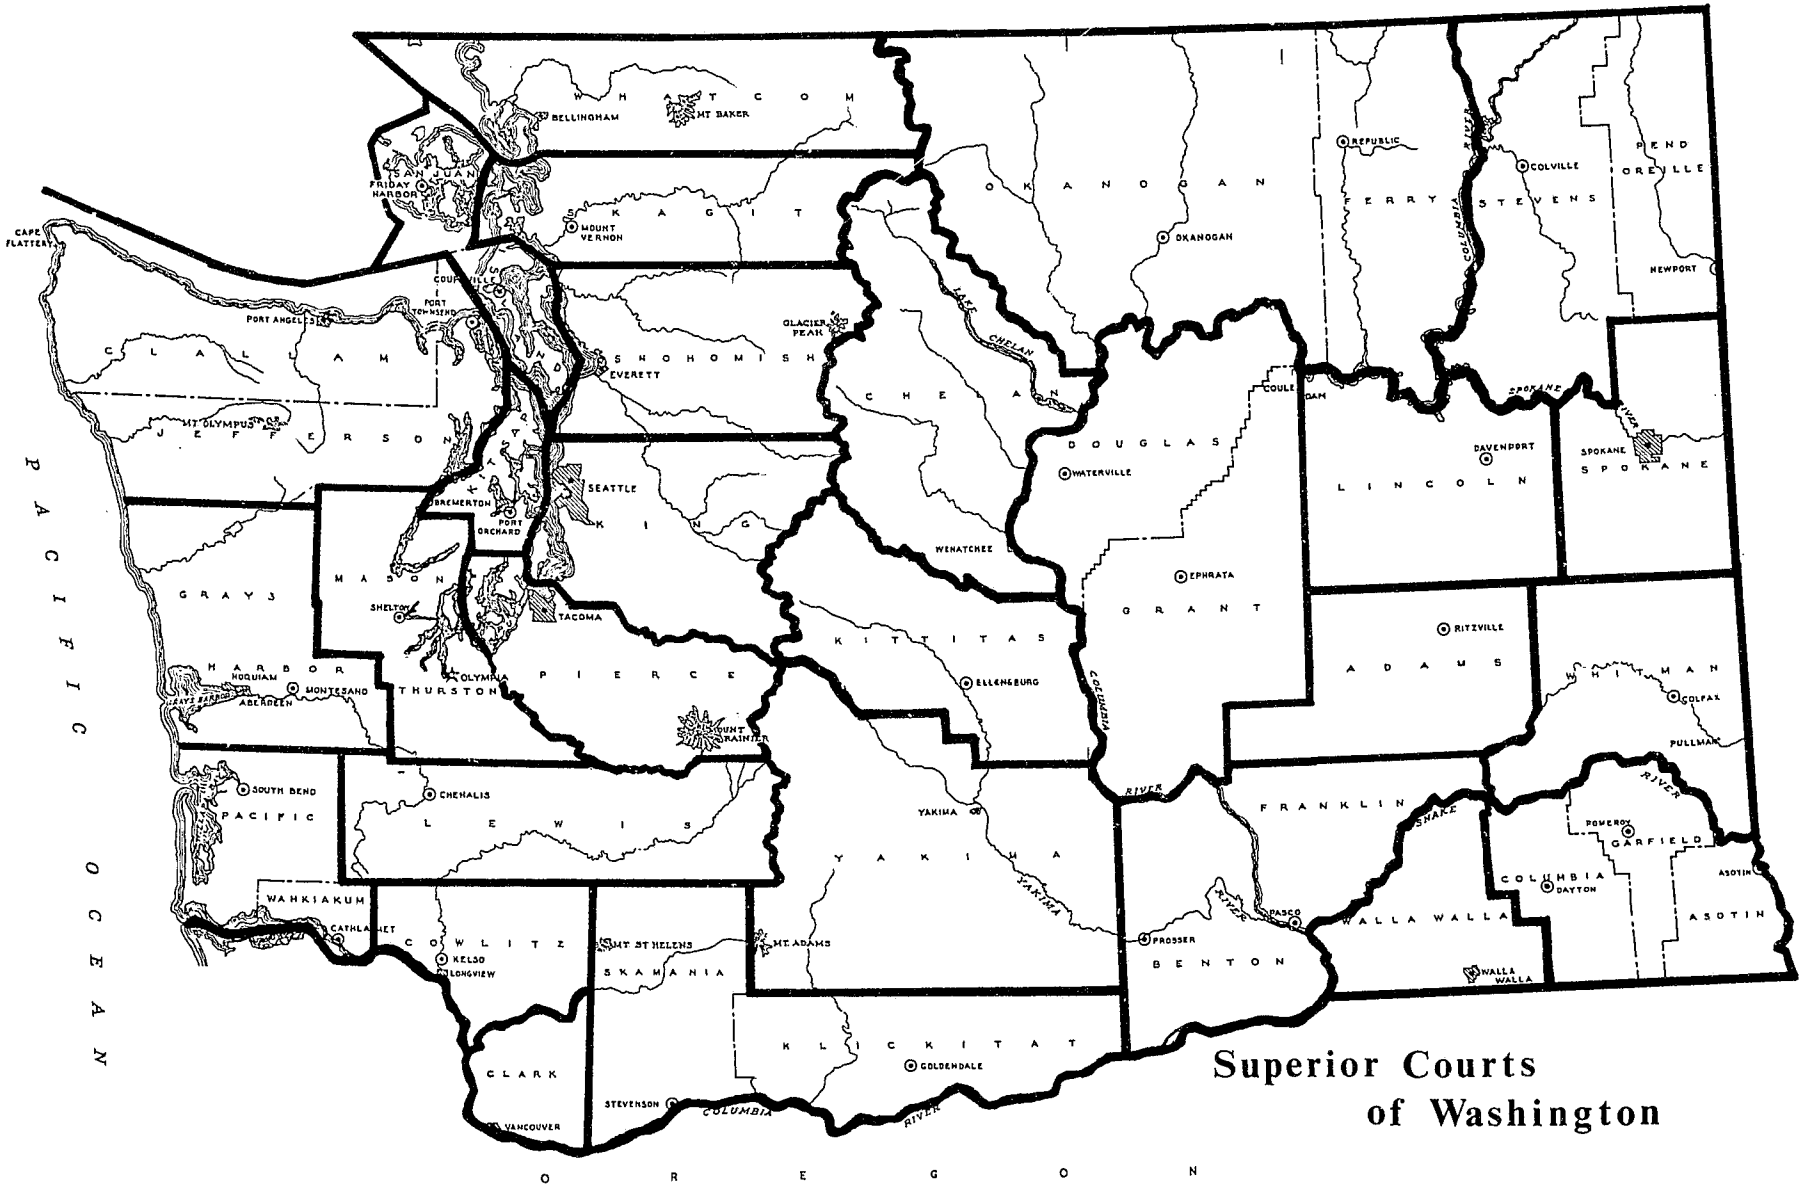 WHATCOM
MT BAKER
BELLINGHAM
SAN JUAN
FRIDAY
HARBOR
SKAGIT
MOUNT
VERNON
OKANOGAN
OKANOGAN
REPUBLIC
FERRY
COLUMBIA
RIVER
STEVENS
COLVILLE
PEND
OREILLE
NEWPORT
CAPE
FLATTERY
PORT ANGELES
CLALLAM
PORT
TOWNSEND
COUPEVILLE
ISLAND
SNOHOMISH
EVERETT
GLACIER
PEAK
LAKE
CHELAN
CHELAN
MT OLYMPUS
JEFFERSON
KITSAP
BREMERTON
PORT
ORCHARD
SEATTLE
KING
WENATCHEE
DOUGLAS
WATERVILLE
COULEE
DAM
SPOKANE
RIVER
LINCOLN
DAVENPORT
SPOKANE
SPOKANE
PACIFIC
OCEAN
GRAYS
HARBOR
HOQUIAM
ABERDEEN
MONTESANO
GRAYS HARBOR
MASON
SHELTON
TACOMA
OLYMPIA
THURSTON
PIERCE
MOUNT
RAINIER
KITTITAS
ELLENSBURG
EPHRATA
GRANT
COLUMBIA
RIVER
RITZVILLE
ADAMS
WHITMAN
COLFAX
PULLMAN
SOUTH BEND
PACIFIC
CHEHALIS
LEWIS
YAKIMA
YAKIMA
YAKIMA
RIVER
FRANKLIN
SNAKE
RIVER
PASCO
POMEROY
GARFIELD
COLUMBIA
DAYTON
ASOTIN
ASOTIN
WAHKIAKUM
CATHLAMET
COWLITZ
KELSO
LONGVIEW
MT ST HELENS
SKAMANIA
MT. ADAMS
PROSSER
BENTON
WALLA WALLA
WALLA
WALLA
CLARK
VANCOUVER
STEVENSON
COLUMBIA
RIVER
KLICKITAT
GOLDENDALE
Superior Courts
of Washington
OREGON